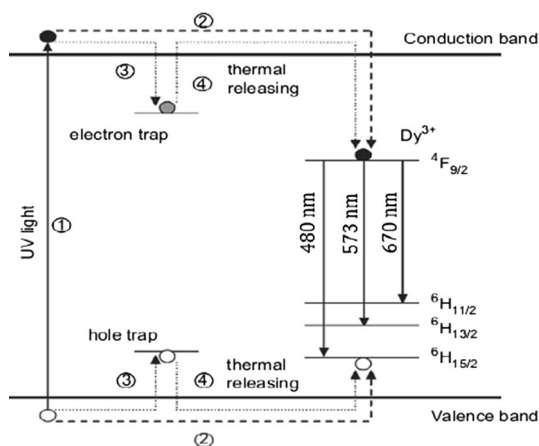 ②
Conduction band
③
④
thermal
releasing
electron trap
Dy³⁺
⁴F₉/₂
UV light
①
480 nm
573 nm
670 nm
⁶H₁₁/₂
⁶H₁₃/₂
⁶H₁₅/₂
hole trap
③
④
thermal
releasing
Valence band
②